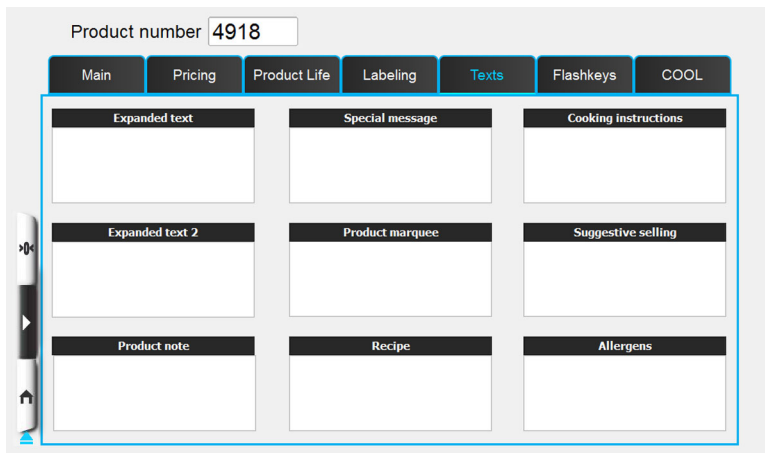 Product number 4918
Main Pricing Product Life Labeling Texts Flashkeys COOL
Expanded text Special message Cooking instructions
Expanded text 2 Product marquee Suggestive selling
>0<
Product note Recipe Allergens